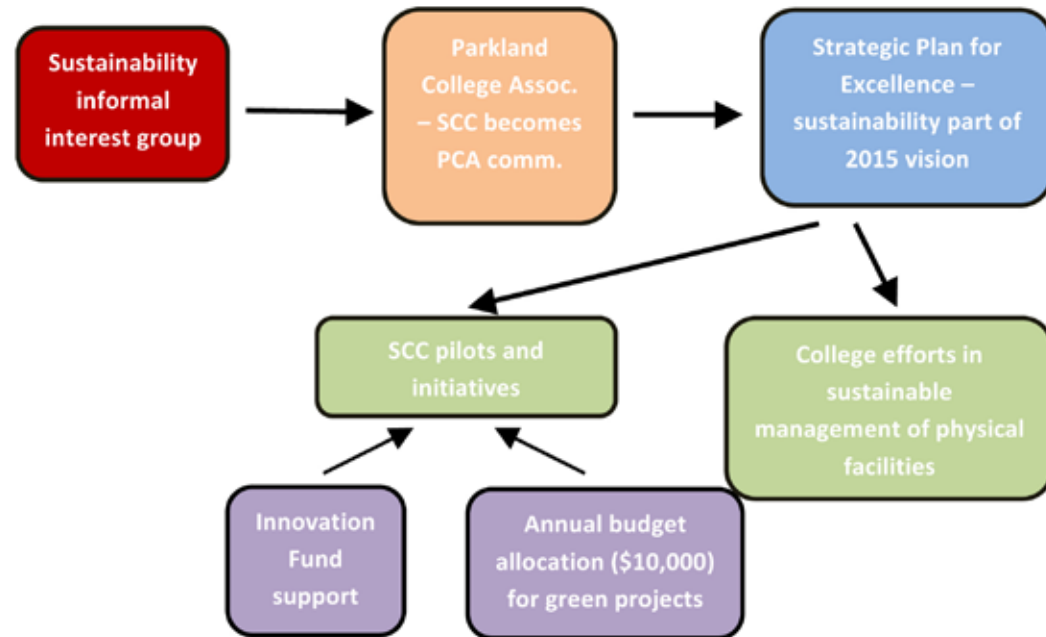 Sustainability
informal
interest group
Parkland
College Assoc.
– SCC becomes
PCA comm.
Strategic Plan for
Excellence –
sustainability part of
2015 vision
SCC pilots and
initiatives
College efforts in
sustainable
management of physical
facilities
Innovation
Fund
support
Annual budget
allocation ($10,000)
for green projects